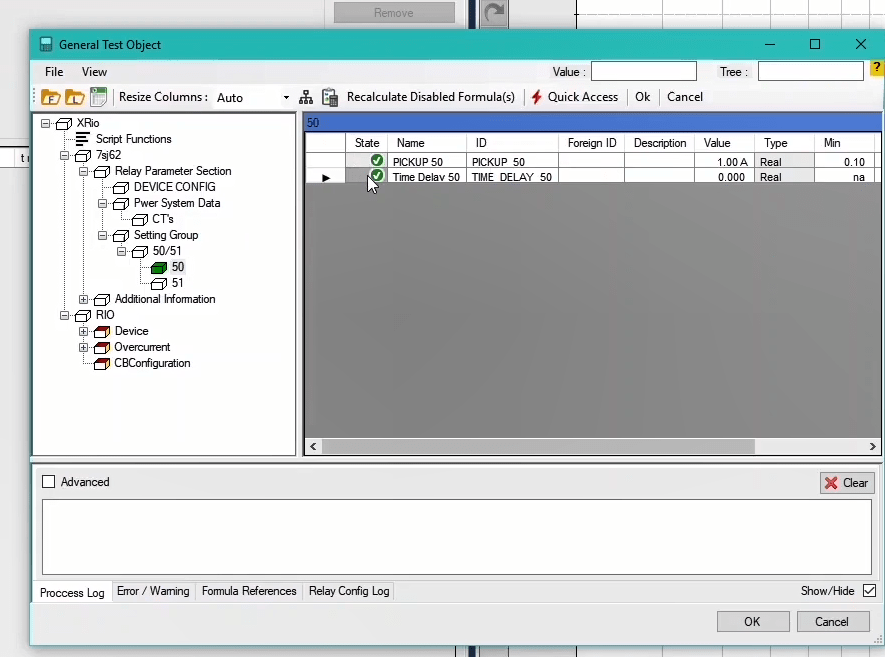 Remove
General Test Object
File View Value : Tree : ?
F L Resize Columns : Auto Recalculate Disabled Formula(s) Quick Access Ok Cancel
XRio
Script Functions
7sj62
Relay Parameter Section
DEVICE CONFIG
Pwer System Data
CT's
Setting Group
50/51
50
51
Additional Information
RIO
Device
Overcurrent
CBConfiguration
50
State Name ID Foreign ID Description Value Type Min
PICKUP 50 PICKUP_50 1.00 A Real 0.10
Time Delay 50 TIME_DELAY_50 0.000 Real na
Advanced
Clear
Proccess Log Error / Warning Formula References Relay Config Log Show/Hide
OK Cancel